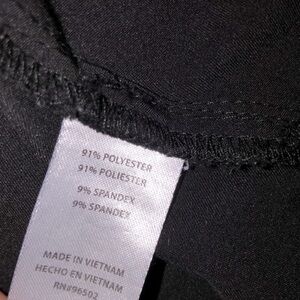 91% POLYESTER
91% POLIESTER
9% SPANDEX
9% SPANDEX
MADE IN VIETNAM
HECHO EN VIETNAM
RN#96502